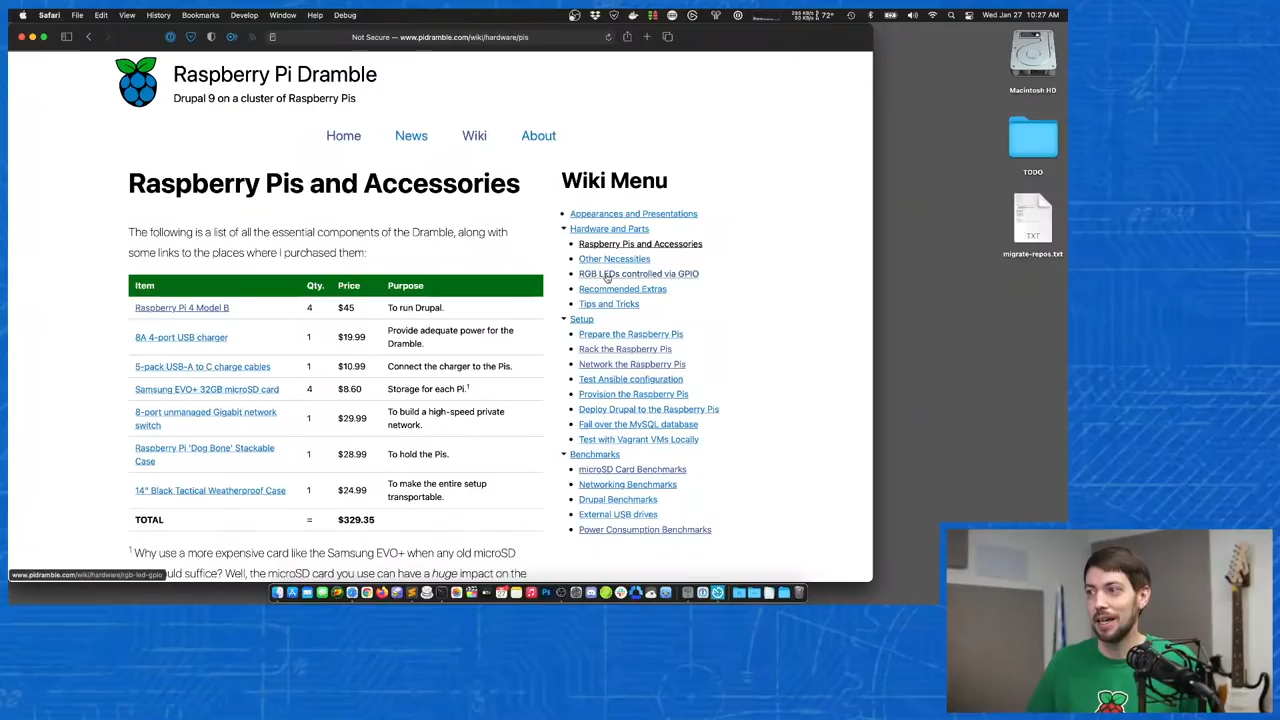 Safari File Edit View History Bookmarks Develop Window Help Debug
72° Wed Jan 27 10:27 AM
Not Secure — www.pidramble.com/wiki/hardware/pis
Raspberry Pi Dramble
Drupal 9 on a cluster of Raspberry Pis
Home News Wiki About
Raspberry Pis and Accessories
The following is a list of all the essential components of the Dramble, along with
some links to the places where I purchased them:
Item Qty. Price Purpose
Raspberry Pi 4 Model B 4 $45 To run Drupal.
8A 4-port USB charger 1 $19.99 Provide adequate power for the
Dramble.
5-pack USB-A to C charge cables 1 $10.99 Connect the charger to the Pis.
Samsung EVO+ 32GB microSD card 4 $8.60 Storage for each Pi.1
8-port unmanaged Gigabit network
switch 1 $29.99 To build a high-speed private
network.
Raspberry Pi 'Dog Bone' Stackable
Case 1 $28.99 To hold the Pis.
14" Black Tactical Weatherproof Case 1 $24.99 To make the entire setup
transportable.
TOTAL = $329.35
1 Why use a more expensive card like the Samsung EVO+ when any old microSD
uld suffice? Well, the microSD card you use can have a huge impact on the
www.pidramble.com/wiki/hardware/rgb-led-gpio
Wiki Menu
Appearances and Presentations
Hardware and Parts
Raspberry Pis and Accessories
Other Necessities
RGB LEDs controlled via GPIO
Recommended Extras
Tips and Tricks
Setup
Prepare the Raspberry Pis
Rack the Raspberry Pis
Network the Raspberry Pis
Test Ansible configuration
Provision the Raspberry Pis
Deploy Drupal to the Raspberry Pis
Fail over the MySQL database
Test with Vagrant VMs Locally
Benchmarks
microSD Card Benchmarks
Networking Benchmarks
Drupal Benchmarks
External USB drives
Power Consumption Benchmarks
Macintosh HD
TODO
TXT
migrate-repos.txt